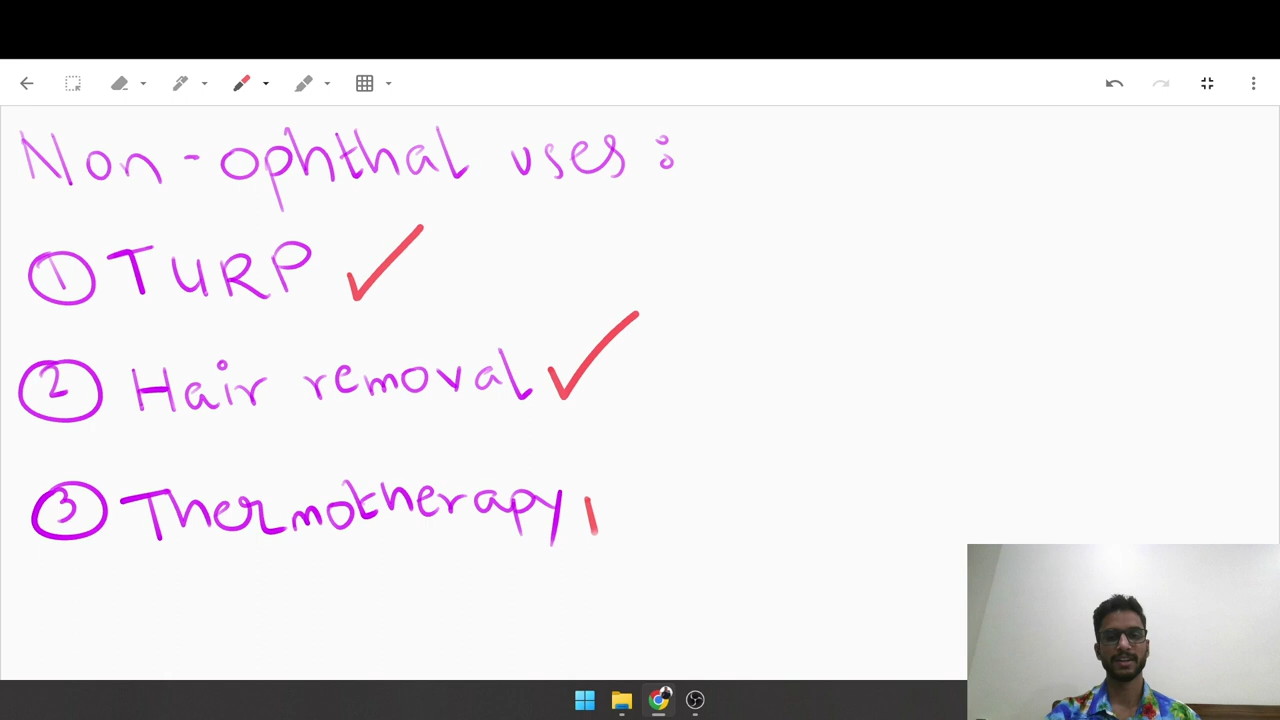 Non-ophthal uses:
① TURP
② Hair removal
③ Thermotherapy